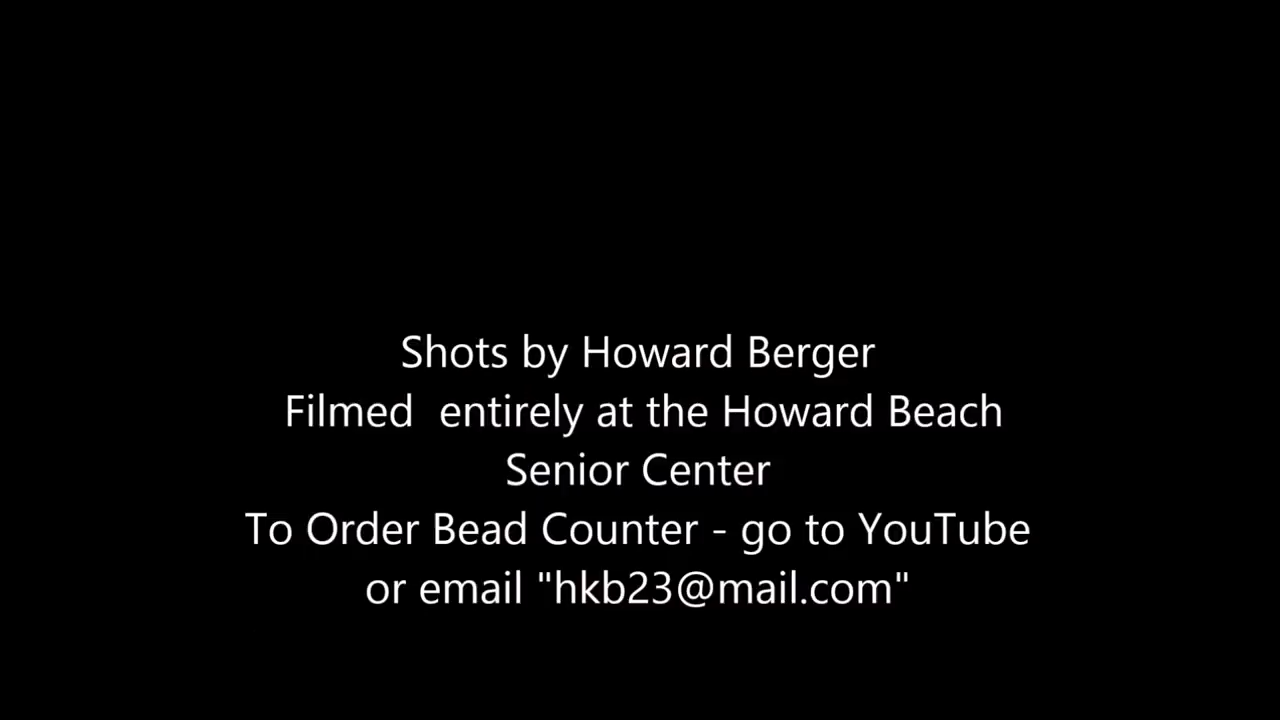 Shots by Howard Berger
Filmed  entirely at the Howard Beach
Senior Center
To Order Bead Counter - go to YouTube
or email "hkb23@mail.com"